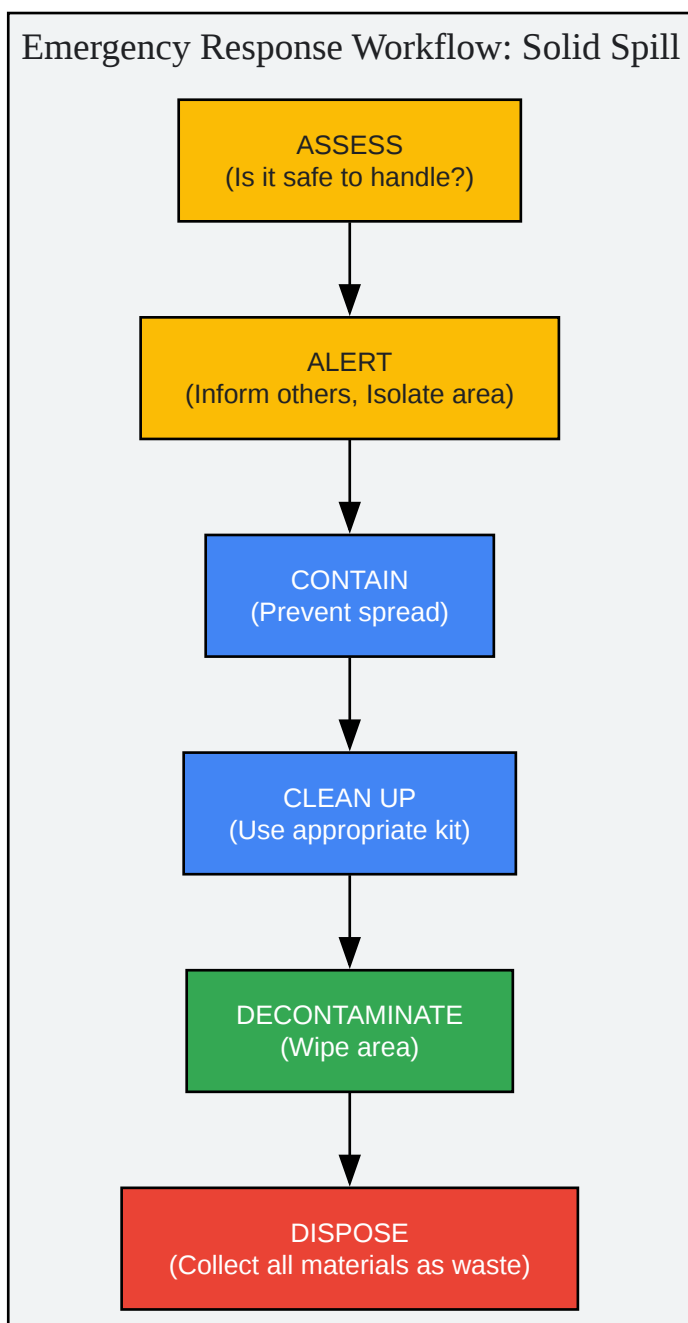 Emergency Response Workflow: Solid Spill
ASSESS
(Is it safe to handle?)
ALERT
(Inform others, Isolate area)
CONTAIN
(Prevent spread)
CLEAN UP
(Use appropriate kit)
DECONTAMINATE
(Wipe area)
DISPOSE
(Collect all materials as waste)